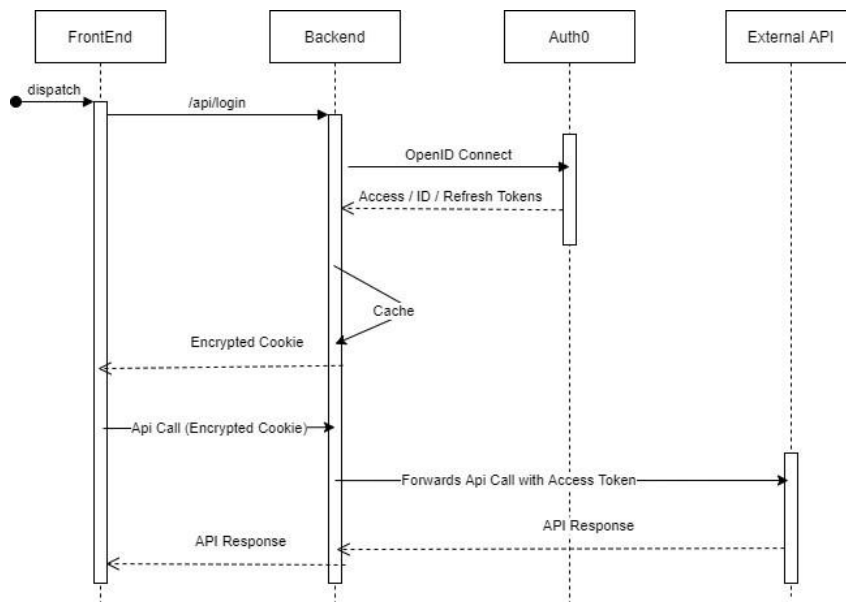 FrontEnd
Backend
Auth0
External API
dispatch
/api/login
OpenID Connect
Access / ID / Refresh Tokens
Cache
Encrypted Cookie
Api Call (Encrypted Cookie)
Forwards Api Call with Access Token
API Response
API Response